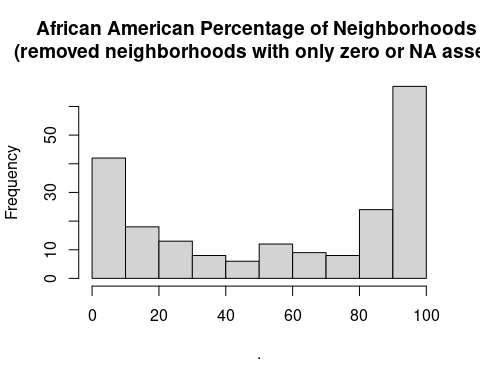 African American Percentage of Neighborhoods
(removed neighborhoods with only zero or NA asse
Frequency
50
30
10
0
0 20 40 60 80 100
.